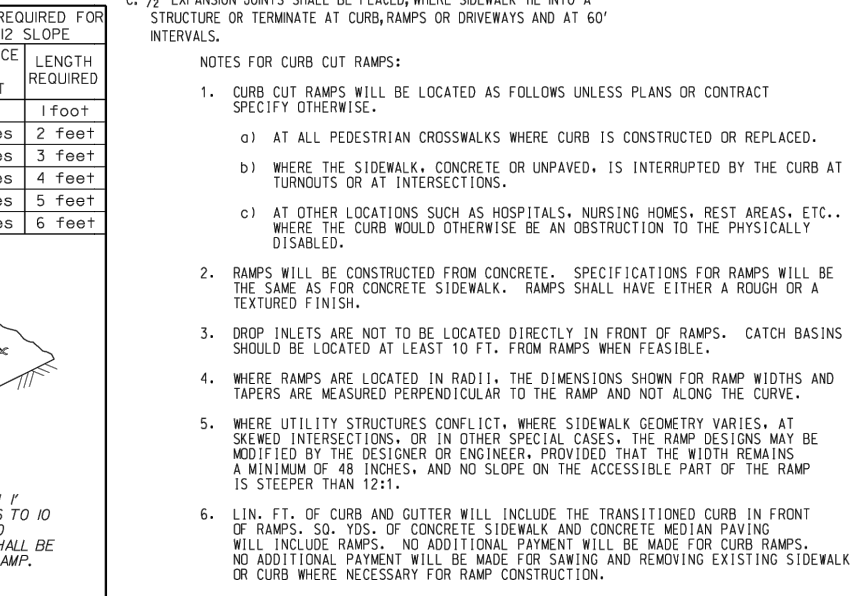 REQUIRED FOR
12 SLOPE
LENGTH
REQUIRED
1 foot
2 feet
3 feet
4 feet
5 feet
6 feet
TO 10
SHALL BE
RAMP.
C. 1/2" EXPANSION JOINTS SHALL BE PLACED, WHERE SIDEWALK TIE INTO A
STRUCTURE OR TERMINATE AT CURB, RAMPS OR DRIVEWAYS AND AT 60'
INTERVALS.
NOTES FOR CURB CUT RAMPS:
1. CURB CUT RAMPS WILL BE LOCATED AS FOLLOWS UNLESS PLANS OR CONTRACT
SPECIFY OTHERWISE.
a) AT ALL PEDESTRIAN CROSSWALKS WHERE CURB IS CONSTRUCTED OR REPLACED.
b) WHERE THE SIDEWALK, CONCRETE OR UNPAVED, IS INTERRUPTED BY THE CURB AT
TURNOUTS OR AT INTERSECTIONS.
c) AT OTHER LOCATIONS SUCH AS HOSPITALS, NURSING HOMES, REST AREAS, ETC..
WHERE THE CURB WOULD OTHERWISE BE AN OBSTRUCTION TO THE PHYSICALLY
DISABLED.
2. RAMPS WILL BE CONSTRUCTED FROM CONCRETE. SPECIFICATIONS FOR RAMPS WILL BE
THE SAME AS FOR CONCRETE SIDEWALK. RAMPS SHALL HAVE EITHER A ROUGH OR A
TEXTURED FINISH.
3. DROP INLETS ARE NOT TO BE LOCATED DIRECTLY IN FRONT OF RAMPS. CATCH BASINS
SHOULD BE LOCATED AT LEAST 10 FT. FROM RAMPS WHEN FEASIBLE.
4. WHERE RAMPS ARE LOCATED IN RADII, THE DIMENSIONS SHOWN FOR RAMP WIDTHS AND
TAPERS ARE MEASURED PERPENDICULAR TO THE RAMP AND NOT ALONG THE CURVE.
5. WHERE UTILITY STRUCTURES CONFLICT, WHERE SIDEWALK GEOMETRY VARIES, AT
SKEWED INTERSECTIONS, OR IN OTHER SPECIAL CASES, THE RAMP DESIGNS MAY BE
MODIFIED BY THE DESIGNER OR ENGINEER, PROVIDED THAT THE WIDTH REMAINS
A MINIMUM OF 48 INCHES, AND NO SLOPE ON THE ACCESSIBLE PART OF THE RAMP
IS STEEPER THAN 12:1.
6. LIN. FT. OF CURB AND GUTTER WILL INCLUDE THE TRANSITIONED CURB IN FRONT
OF RAMPS. SQ. YDS. OF CONCRETE SIDEWALK AND CONCRETE MEDIAN PAVING
WILL INCLUDE RAMPS. NO ADDITIONAL PAYMENT WILL BE MADE FOR CURB RAMPS.
NO ADDITIONAL PAYMENT WILL BE MADE FOR SAWING AND REMOVING EXISTING SIDEWALK
OR CURB WHERE NECESSARY FOR RAMP CONSTRUCTION.